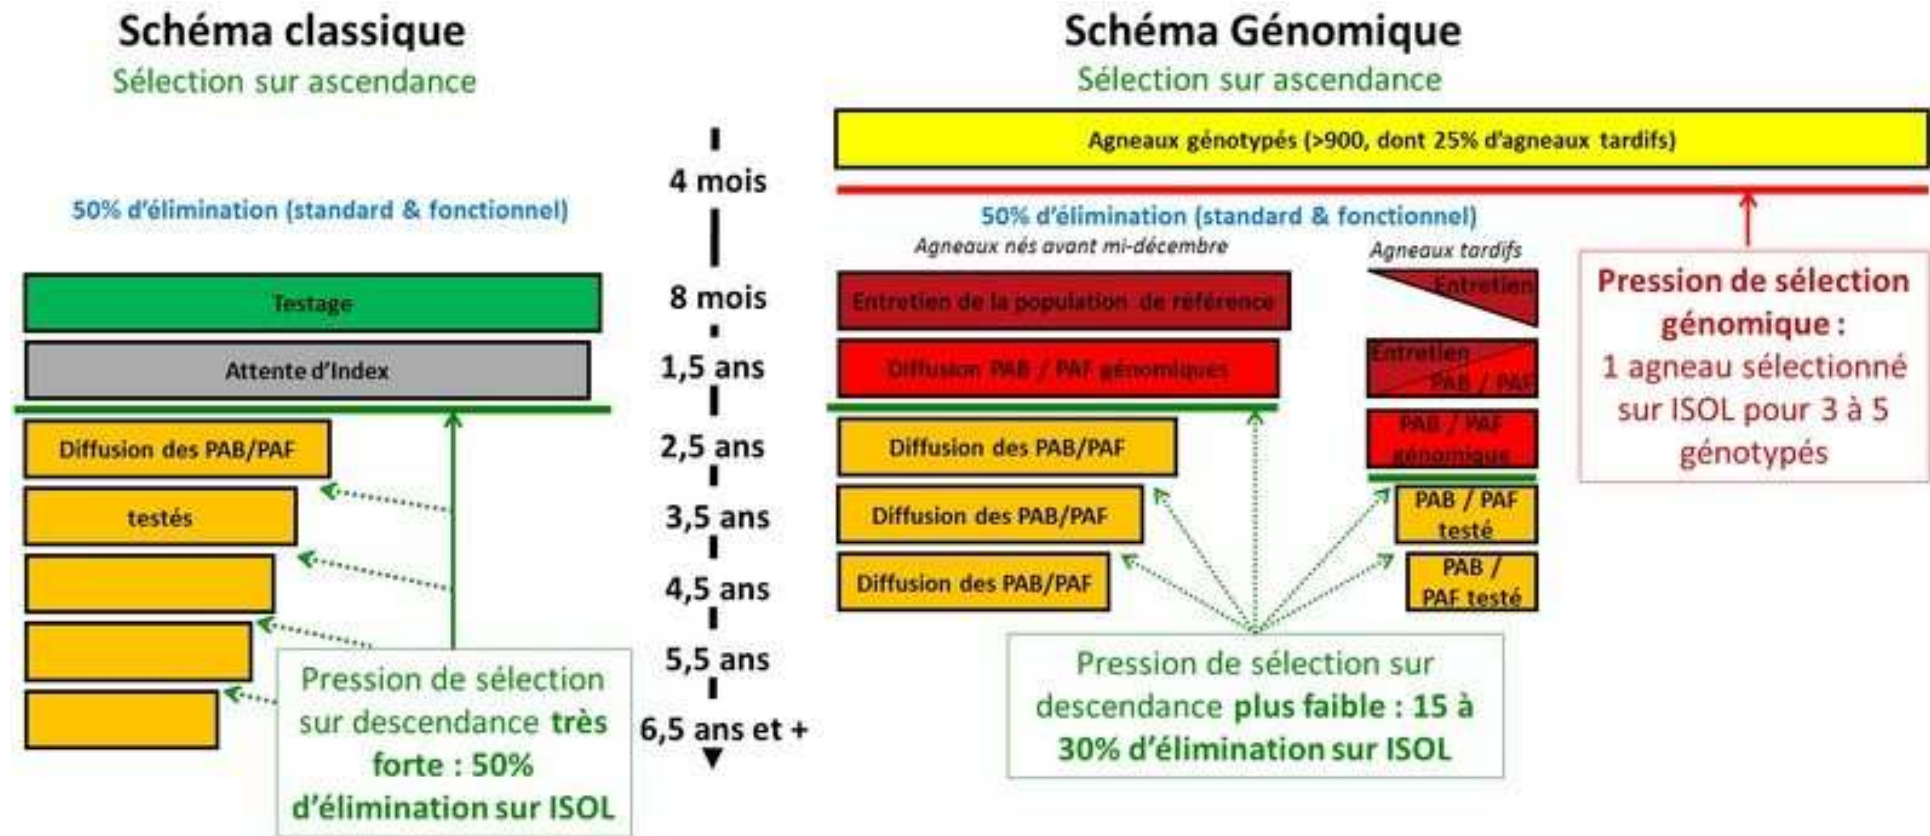 Schéma classique
Sélection sur ascendance
50% d'élimination (standard & fonctionnel)
Testage
Attente d'Index
Diffusion des PAB/PAF
testés
Pression de sélection
sur descendance très
forte : 50%
d'élimination sur ISOL
4 mois
8 mois
1,5 ans
2,5 ans
3,5 ans
4,5 ans
5,5 ans
6,5 ans et +
Schéma Génomique
Sélection sur ascendance
Agneaux génotypés (>900, dont 25% d'agneaux tardifs)
50% d'élimination (standard & fonctionnel)
Agneaux nés avant mi-décembre
Entretien de la population de référence
Diffusion PAB / PAF génomiques
Diffusion des PAB/PAF
Diffusion des PAB/PAF
Diffusion des PAB/PAF
Agneaux tardifs
Entretien
Entretien
PAB / PAF
PAB / PAF
génomique
PAB / PAF
testé
PAB /
PAF testé
Pression de sélection sur
descendance plus faible : 15 à
30% d'élimination sur ISOL
Pression de sélection
génomique :
1 agneau sélectionné
sur ISOL pour 3 à 5
génotypés